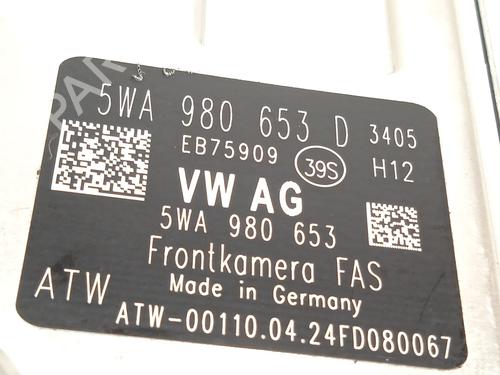 5WA 980 653 D 3405
EB75909 39S H12
VW AG
5WA 980 653
Frontkamera FAS
ATW Made in Germany
ATW-00110.04.24FD080067